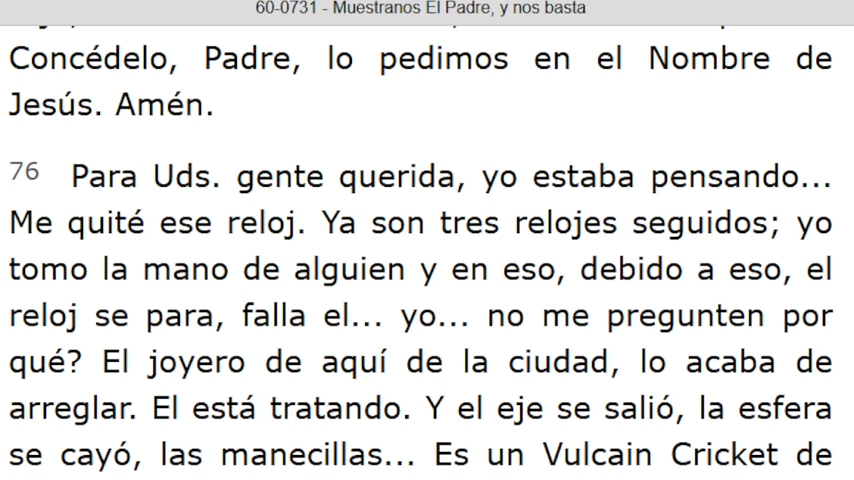 60-0731 - Muestranos El Padre, y nos basta
Concédelo, Padre, lo pedimos en el Nombre de
Jesús. Amén.
76 Para Uds. gente querida, yo estaba pensando...
Me quité ese reloj. Ya son tres relojes seguidos; yo
tomo la mano de alguien y en eso, debido a eso, el
reloj se para, falla el... yo... no me pregunten por
qué? El joyero de aquí de la ciudad, lo acaba de
arreglar. El está tratando. Y el eje se salió, la esfera
se cayó, las manecillas... Es un Vulcain Cricket de